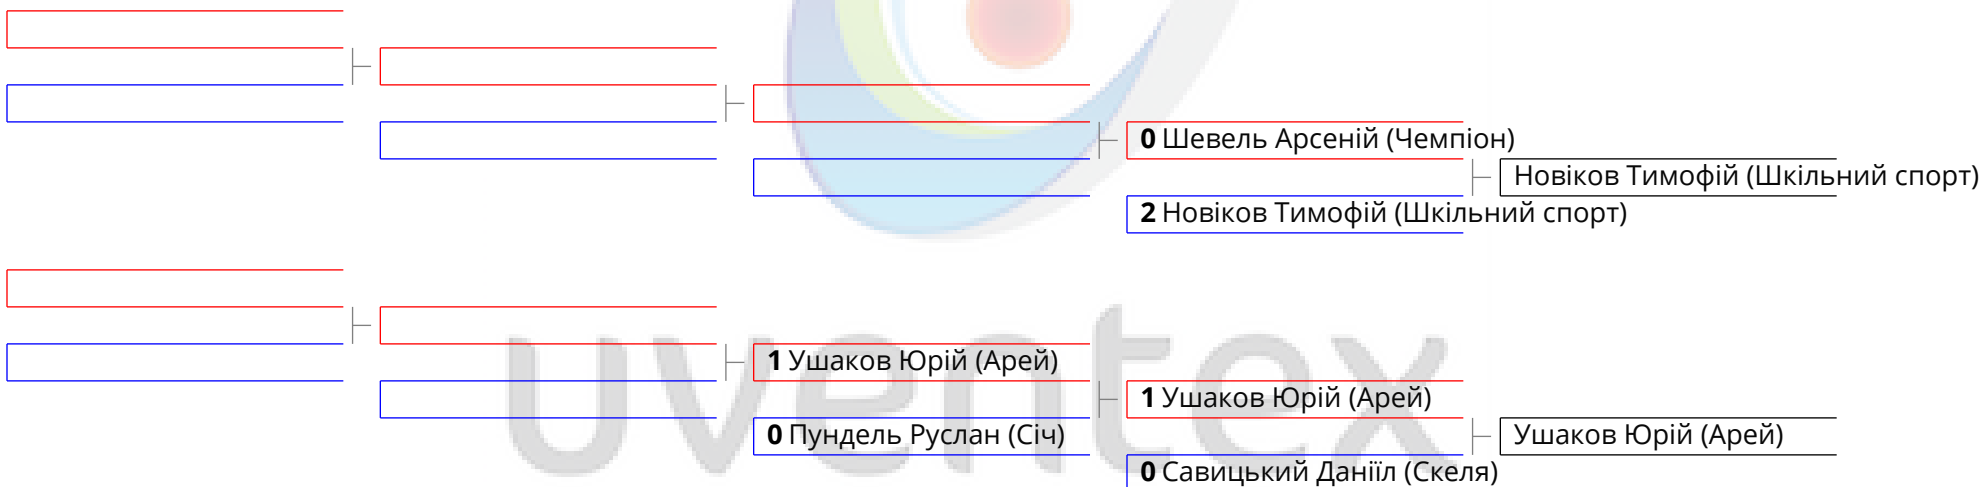 0 Шевель Арсеній (Чемпіон)
Новіков Тимофій (Шкільний спорт)
2 Новіков Тимофій (Шкільний спорт)
uventex
1 Ушаков Юрій (Арей)
1 Ушаков Юрій (Арей)
0 Пундель Руслан (Січ)
Ушаков Юрій (Арей)
0 Савицький Даніїл (Скеля)